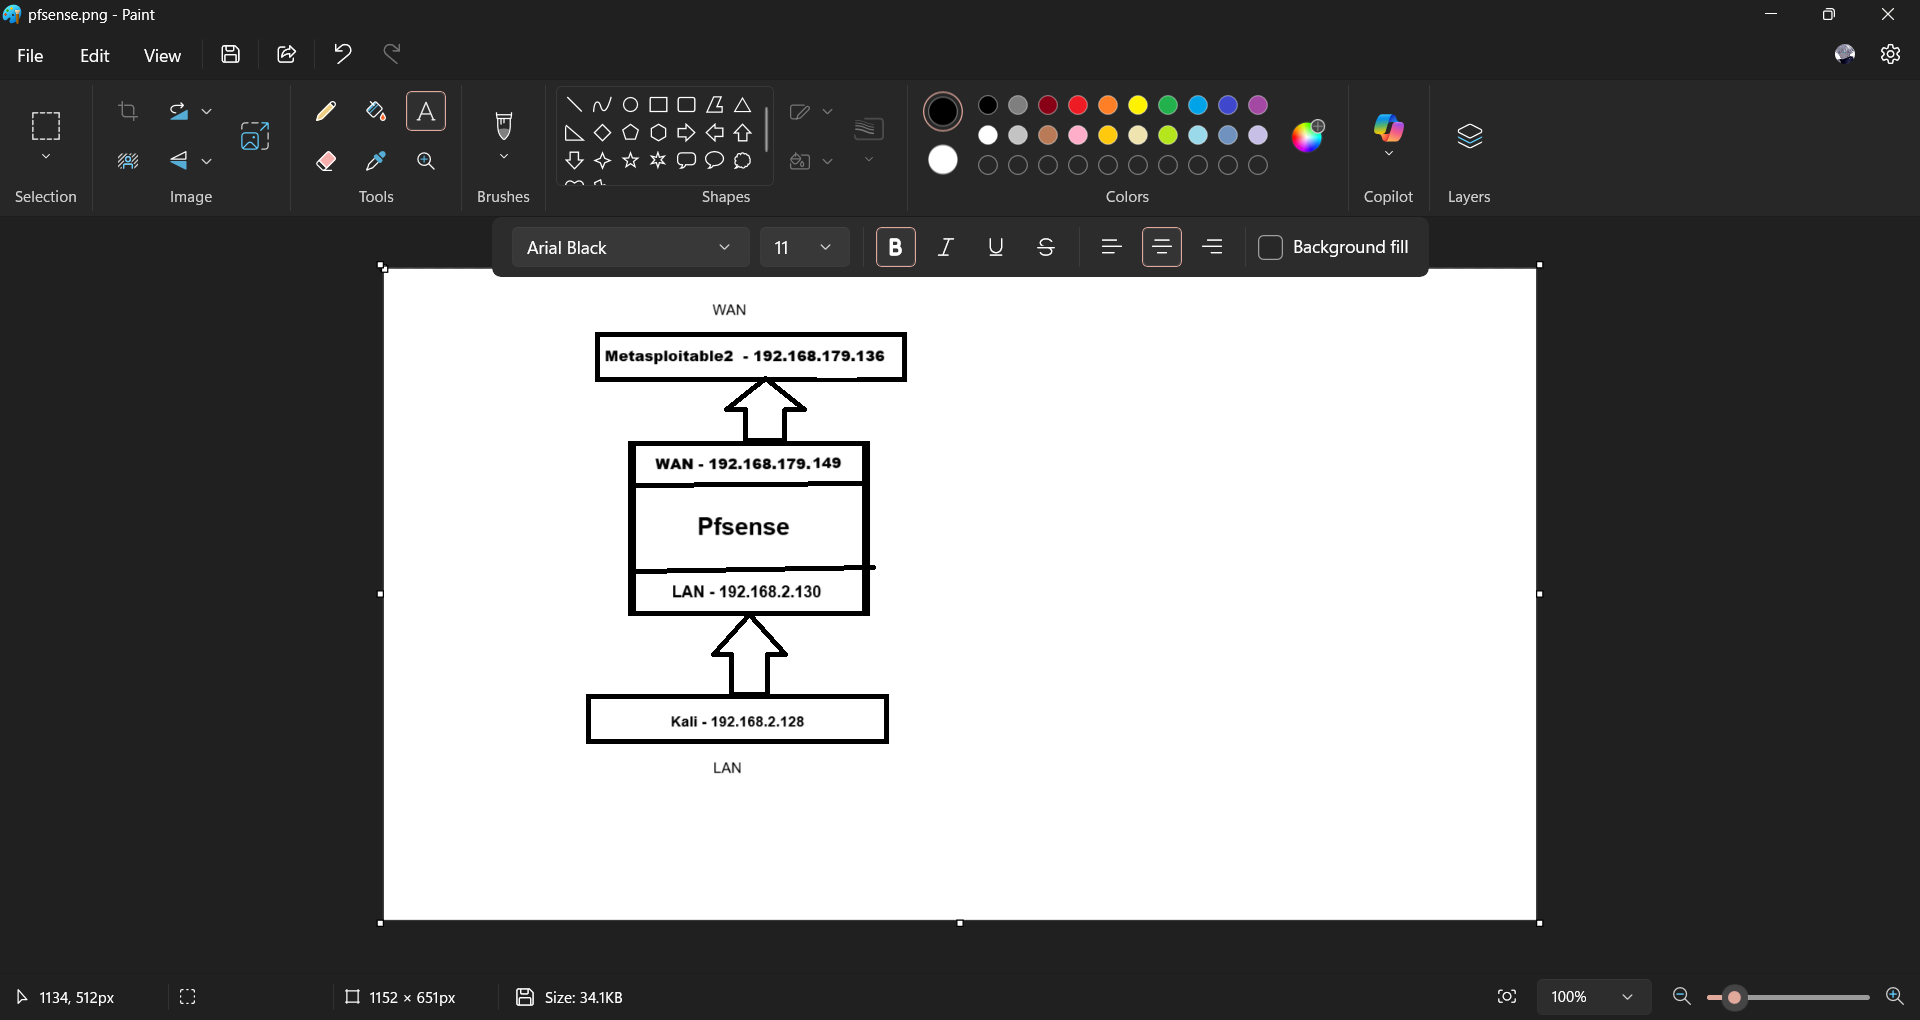 pfsense.png - Paint
File Edit View
Selection Image Tools Brushes Shapes Colors Copilot Layers
Arial Black 11 B I U S Background fill
WAN
Metasploitable2 - 192.168.179.136
WAN - 192.168.179.149
Pfsense
LAN - 192.168.2.130
Kali - 192.168.2.128
LAN
1134, 512px 1152 × 651px Size: 34.1KB 100%